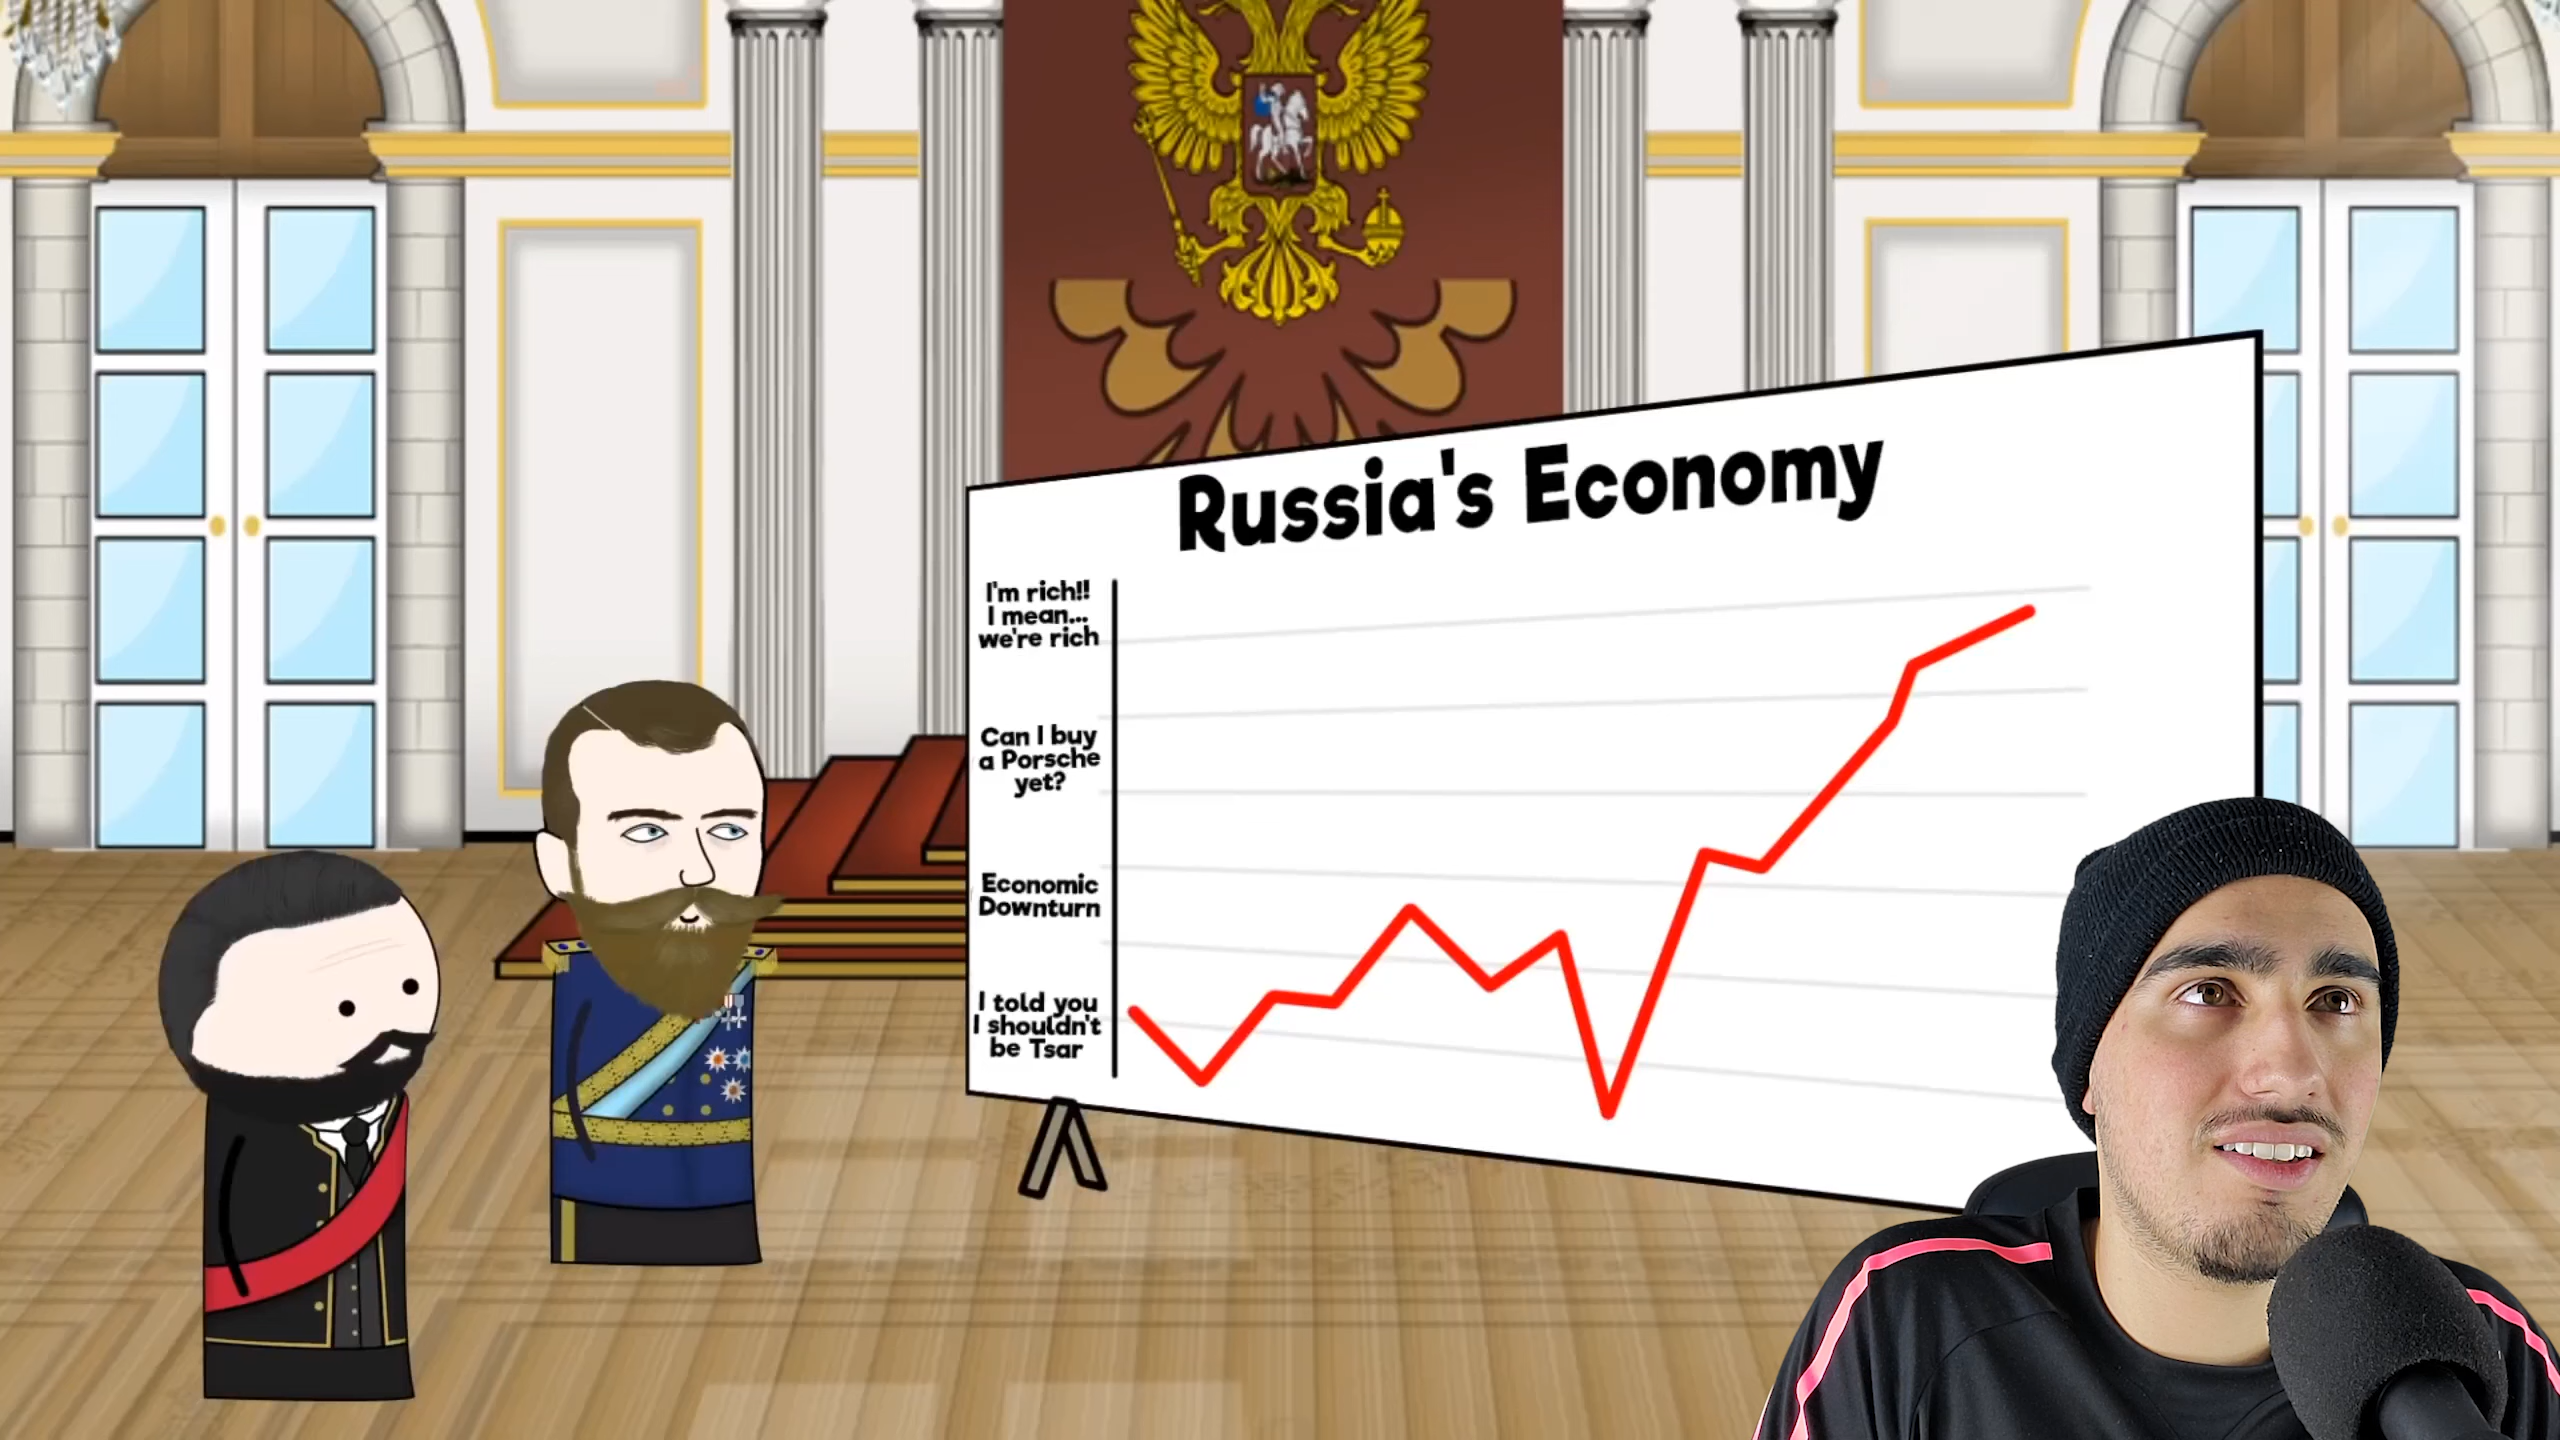 Russia's Economy
I'm rich!!
I mean...
we're rich
Can I buy
a Porsche
yet?
Economic
Downturn
I told you
I shouldn't
be Tsar